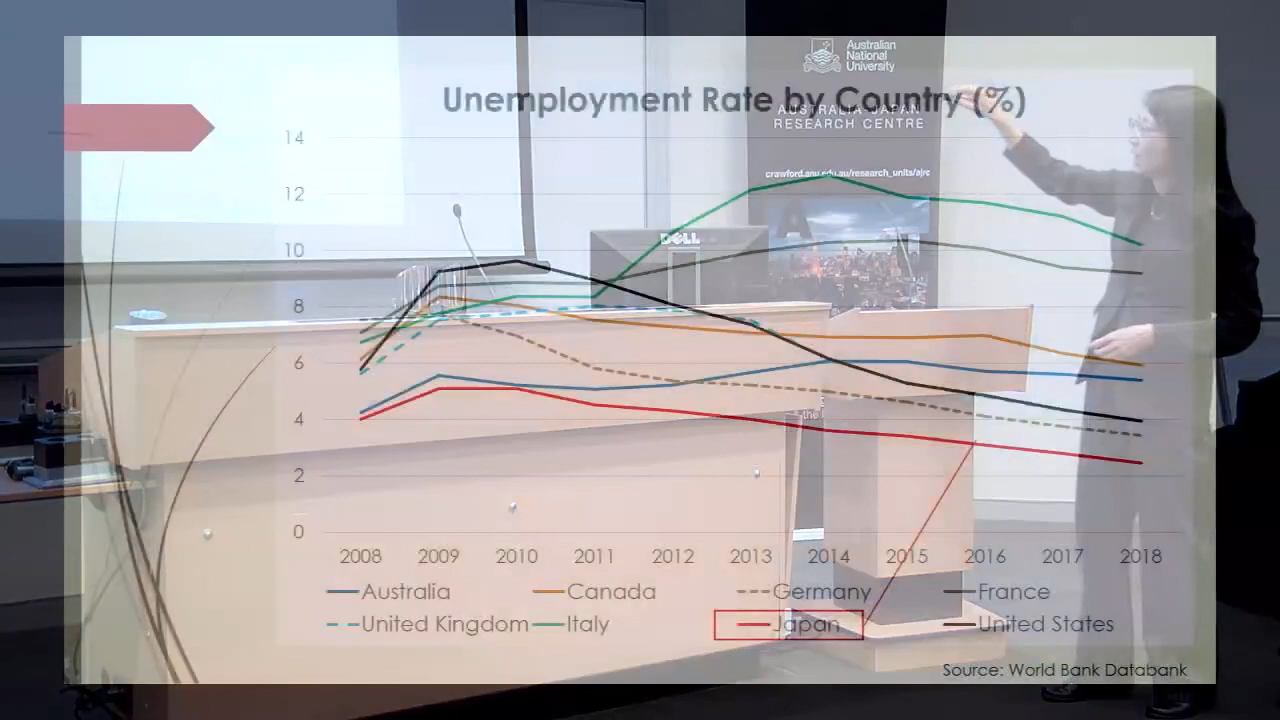 Australian
National
University
Unemployment Rate by Country (%)
AUSTRALIA-JAPAN
RESEARCH CENTRE
crawford.anu.edu.au/research_units/ajrc
14
12
10
8
6
4
2
0
DELL
the
2008 2009 2010 2011 2012 2013 2014 2015 2016 2017 2018
Australia Canada Germany France
United Kingdom Italy Japan United States
Source: World Bank Databank